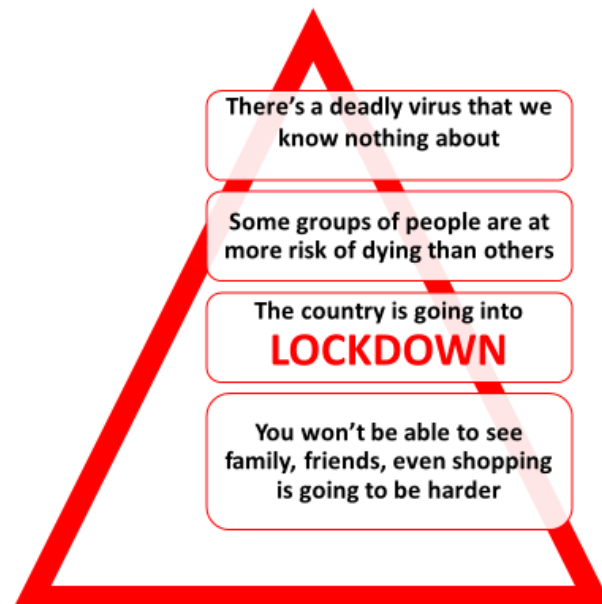 There’s a deadly virus that we
know nothing about
Some groups of people are at
more risk of dying than others
The country is going into
LOCKDOWN
You won’t be able to see
family, friends, even shopping
is going to be harder